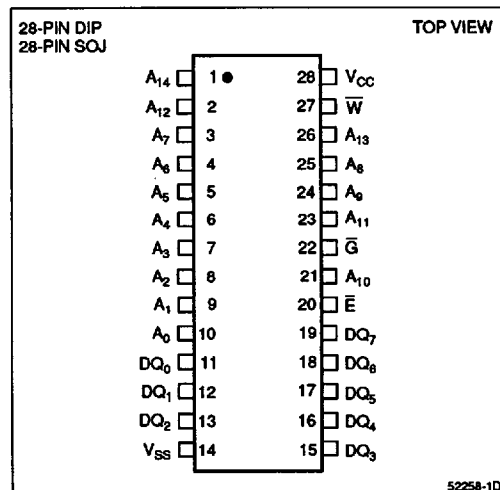 28-PIN DIP TOP VIEW
28-PIN SOJ
A14 1 28 VCC
A12 2 27 W̅
A7 3 26 A13
A6 4 25 A8
A5 5 24 A9
A4 6 23 A11
A3 7 22 G̅
A2 8 21 A10
A1 9 20 E̅
A0 10 19 DQ7
DQ0 11 18 DQ6
DQ1 12 17 DQ5
DQ2 13 16 DQ4
VSS 14 15 DQ3
52258-1D